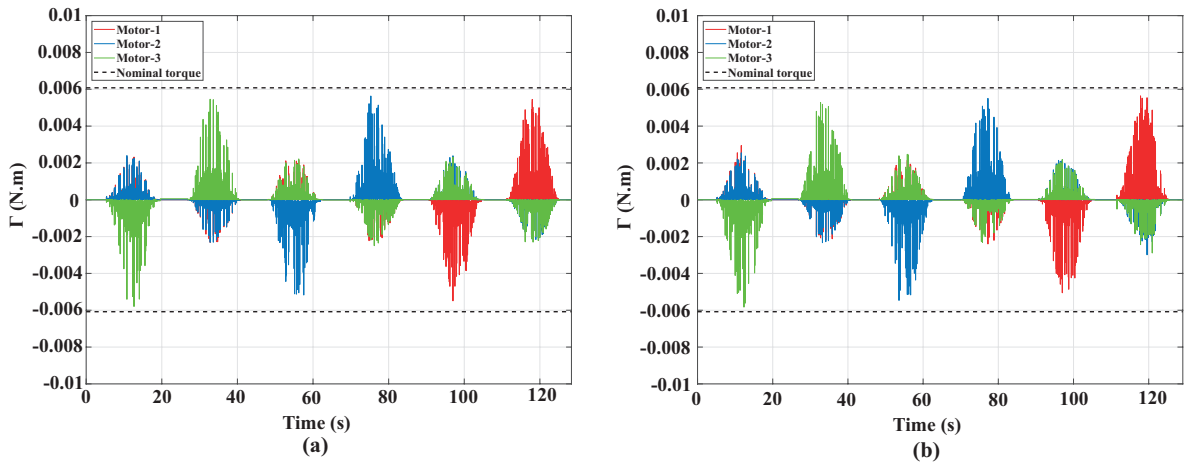 0.01
0.008
0.006
0.004
0.002
0
-0.002
-0.004
-0.006
-0.008
-0.01
Γ (N.m)
Motor-1
Motor-2
Motor-3
Nominal torque
0 20 40 60 80 100 120
Time (s)
(a)
0.01
0.008
0.006
0.004
0.002
0
-0.002
-0.004
-0.006
-0.008
-0.01
Γ (N.m)
Motor-1
Motor-2
Motor-3
Nominal torque
0 20 40 60 80 100 120
Time (s)
(b)